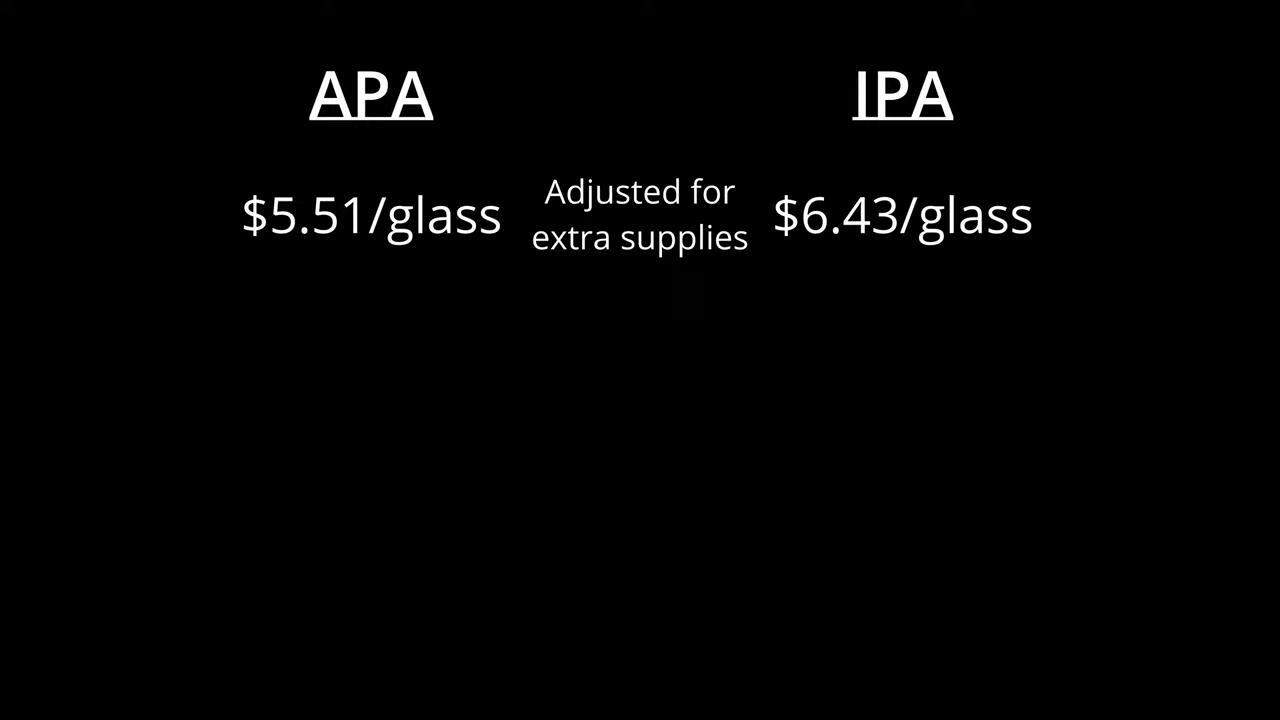 APA
IPA
$5.51/glass
Adjusted for
extra supplies
$6.43/glass